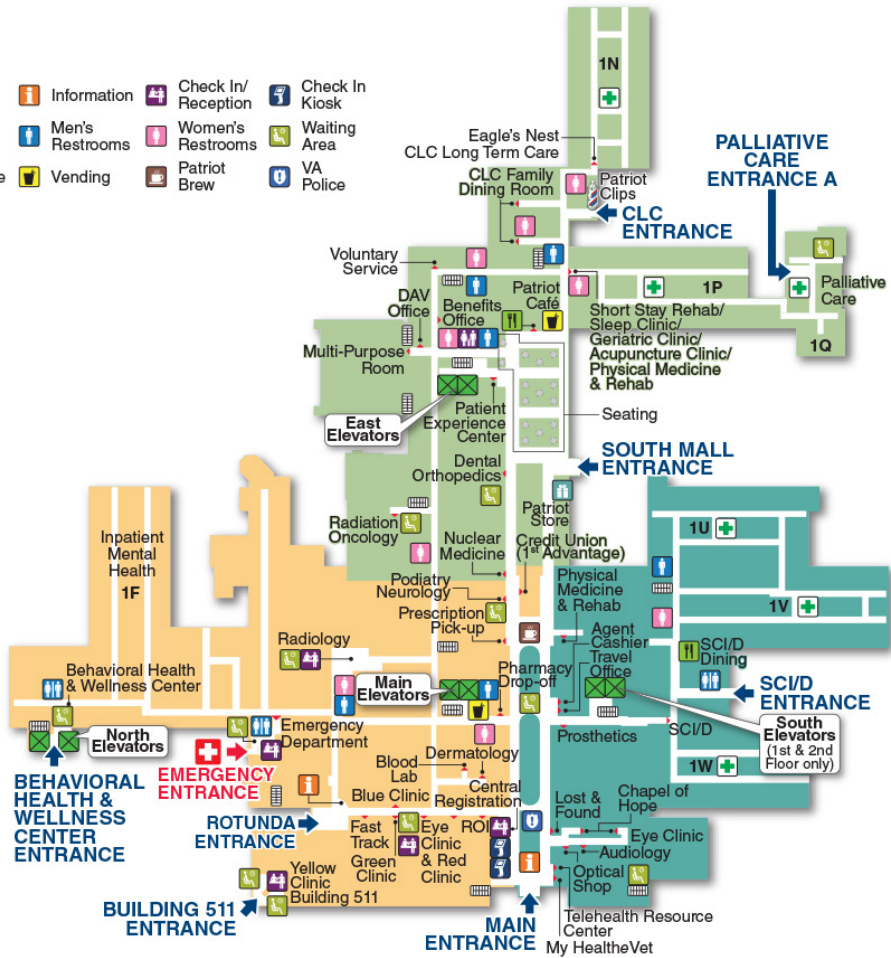 Information
Check In/
Reception
Check In
Kiosk
Men's
Restrooms
Women's
Restrooms
Waiting
Area
e
Vending
Patriot
Brew
VA
Police
1N
Eagle's Nest
CLC Long Term Care
CLC Family
Dining Room
Patriot
Clips
CLC
ENTRANCE
PALLIATIVE
CARE
ENTRANCE A
Voluntary
Service
DAV
Office
Benefits
Office
Patriot
Café
1P
Palliative
Care
1Q
Short Stay Rehab/
Sleep Clinic/
Geriatric Clinic/
Acupuncture Clinic/
Physical Medicine
& Rehab
Multi-Purpose
Room
East
Elevators
Patient
Experience
Center
Seating
SOUTH MALL
ENTRANCE
Dental
Orthopedics
Patriot
Store
Radiation
Oncology
Nuclear
Medicine
Credit Union
(1st Advantage)
1U
Inpatient
Mental
Health
1F
Podiatry
Neurology
Physical
Medicine
& Rehab
1V
Prescription
Pick-up
Agent
Cashier
Travel
Office
SCI/D
Dining
Radiology
Behavioral Health
& Wellness Center
Main
Elevators
Pharmacy
Drop-off
SCI/D
ENTRANCE
North
Elevators
Emergency
Department
EMERGENCY
ENTRANCE
Dermatology
Prosthetics
SCI/D
South
Elevators
(1st & 2nd
Floor only)
BEHAVIORAL
HEALTH &
WELLNESS
CENTER
ENTRANCE
Blood
Lab
Blue Clinic
Central
Registration
1W
Lost &
Found
Chapel of
Hope
ROTUNDA
ENTRANCE
Fast
Track
Green
Clinic
Eye
Clinic
& Red
Clinic
ROI
Eye Clinic
Audiology
Optical
Shop
Yellow
Clinic
Building 511
BUILDING 511
ENTRANCE
MAIN
ENTRANCE
Telehealth Resource
Center
My HealtheVet